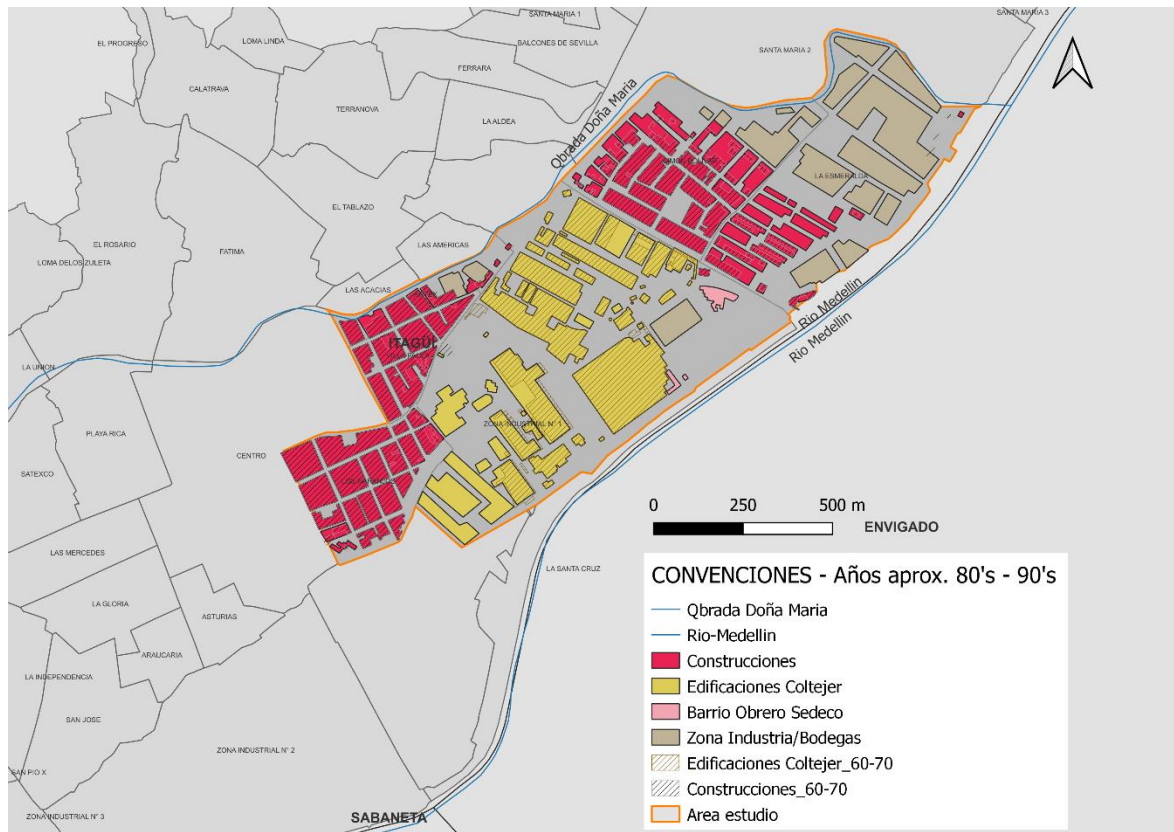 SANTA MARIA 1
SANTA MARIA 3
EL PROGRESO
LOMA LINDA
BALCONES DE SEVILLA
SANTA MARIA 2
FERRARA
CALATRAVA
TERRANOVA
LA ALDEA
Qbrada Doña Maria
LA ESMERALDA
EL TABLAZO
EL ROSARIO
FATIMA
LAS AMERICAS
LOMA DELOS ZULETA
LAS ACACIAS
Rio Medellin
Rio Medellin
ITAGÜI
LA UNION
ZONA INDUSTRIAL N° 1
PLAYA RICA
CENTRO
SATEXCO
0 250 500 m
ENVIGADO
LAS MERCEDES
LA SANTA CRUZ
LA GLORIA
ASTURIAS
ARAUCARIA
LA INDEPENDENCIA
SAN JOSE
ZONA INDUSTRIAL N° 2
SAN PIO X
ZONA INDUSTRIAL N° 3
SABANETA
CONVENCIONES - Años aprox. 80's - 90's
Qbrada Doña Maria
Rio-Medellin
Construcciones
Edificaciones Coltejer
Barrio Obrero Sedeco
Zona Industria/Bodegas
Edificaciones Coltejer_60-70
Construcciones_60-70
Area estudio